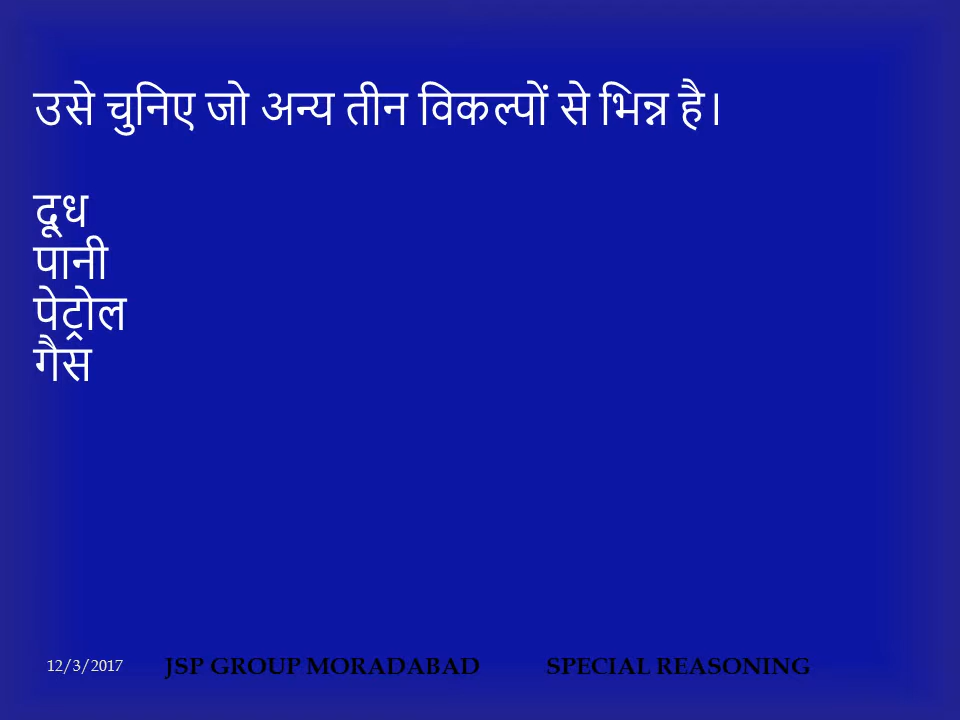 उसे चुनिए जो अन्य तीन विकल्पों से भिन्न है।
दूध
पानी
पेट्रोल
गैस
12/3/2017 JSP GROUP MORADABAD SPECIAL REASONING